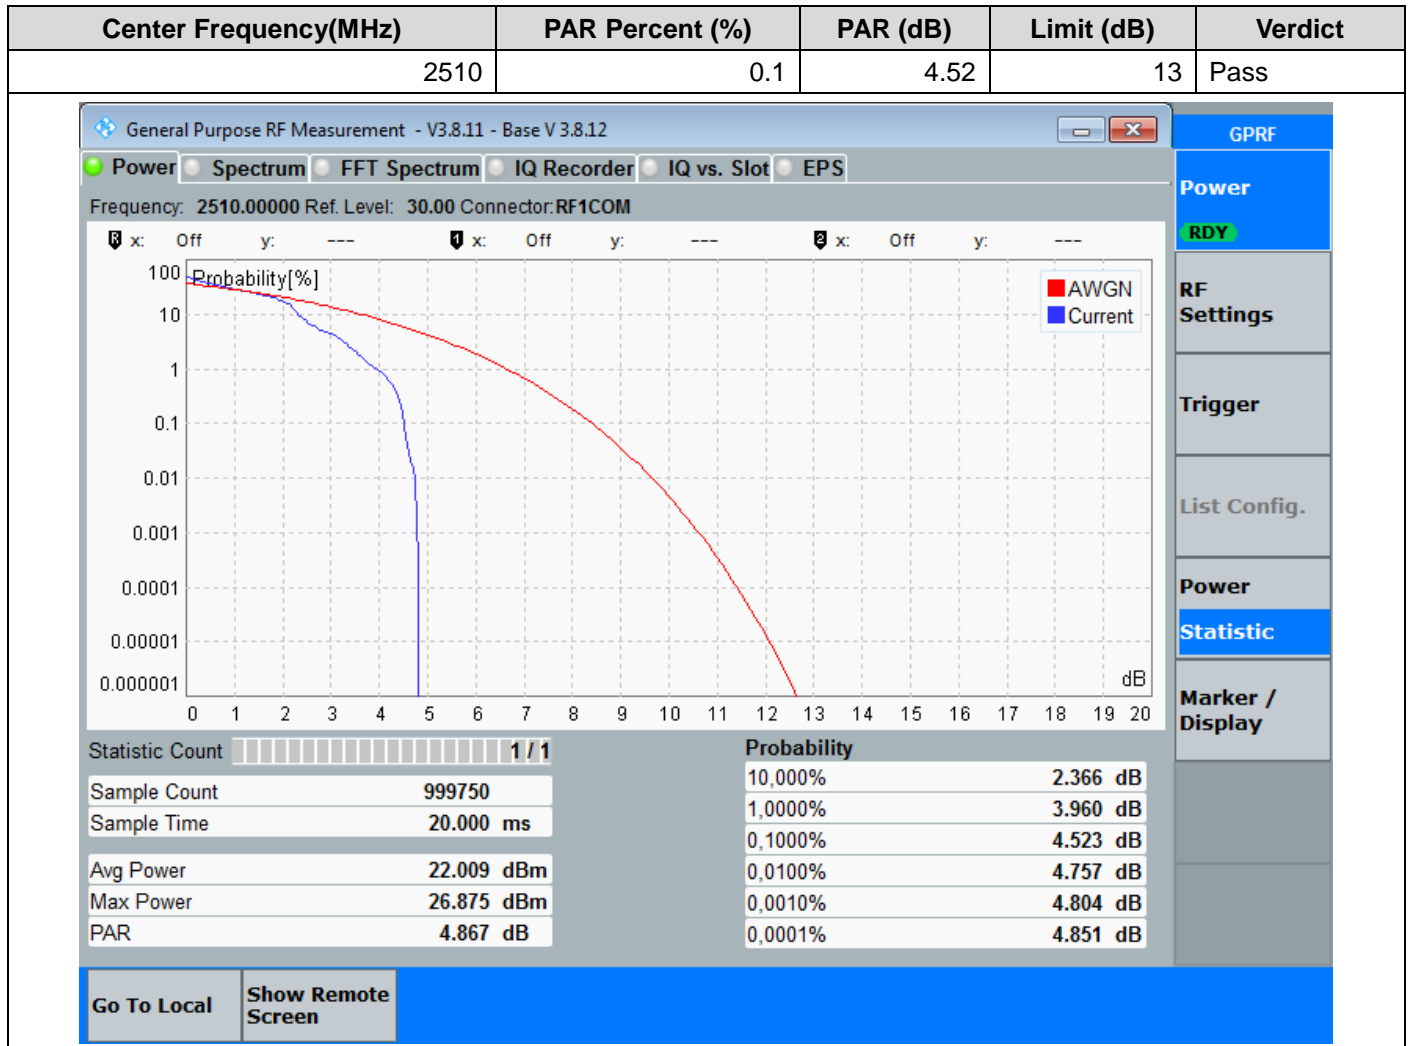 Center Frequency(MHz) PAR Percent (%) PAR (dB) Limit (dB) Verdict
2510 0.1 4.52 13 Pass
General Purpose RF Measurement - V3.8.11 - Base V 3.8.12
GPRF
Power Spectrum FFT Spectrum IQ Recorder IQ vs. Slot EPS
Frequency: 2510.00000 Ref. Level: 30.00 Connector:RF1COM
R x: Off y: --- 1 x: Off y: --- 2 x: Off y: ---
Probability[%]
AWGN
Current
100
10
1
0.1
0.01
0.001
0.0001
0.00001
0.000001
dB
0 1 2 3 4 5 6 7 8 9 10 11 12 13 14 15 16 17 18 19 20
Statistic Count 1 / 1
Sample Count 999750
Sample Time 20.000 ms
Avg Power 22.009 dBm
Max Power 26.875 dBm
PAR 4.867 dB
Probability
10,000% 2.366 dB
1,0000% 3.960 dB
0,1000% 4.523 dB
0,0100% 4.757 dB
0,0010% 4.804 dB
0,0001% 4.851 dB
Power
RDY
RF
Settings
Trigger
List Config.
Power
Statistic
Marker /
Display
Go To Local
Show Remote
Screen